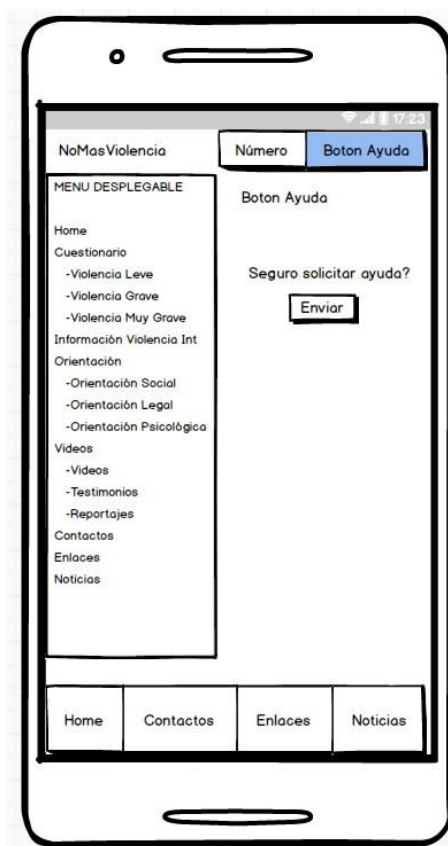 17:23
NoMasViolencia
Número
Boton Ayuda
MENU DESPLEGABLE
Home
Cuestionario
-Violencia Leve
-Violencia Grave
-Violencia Muy Grave
Información Violencia Int
Orientación
-Orientación Social
-Orientación Legal
-Orientación Psicológica
Videos
-Videos
-Testimonios
-Reportajes
Contactos
Enlaces
Noticias
Boton Ayuda
Seguro solicitar ayuda?
Enviar
Home
Contactos
Enlaces
Noticias